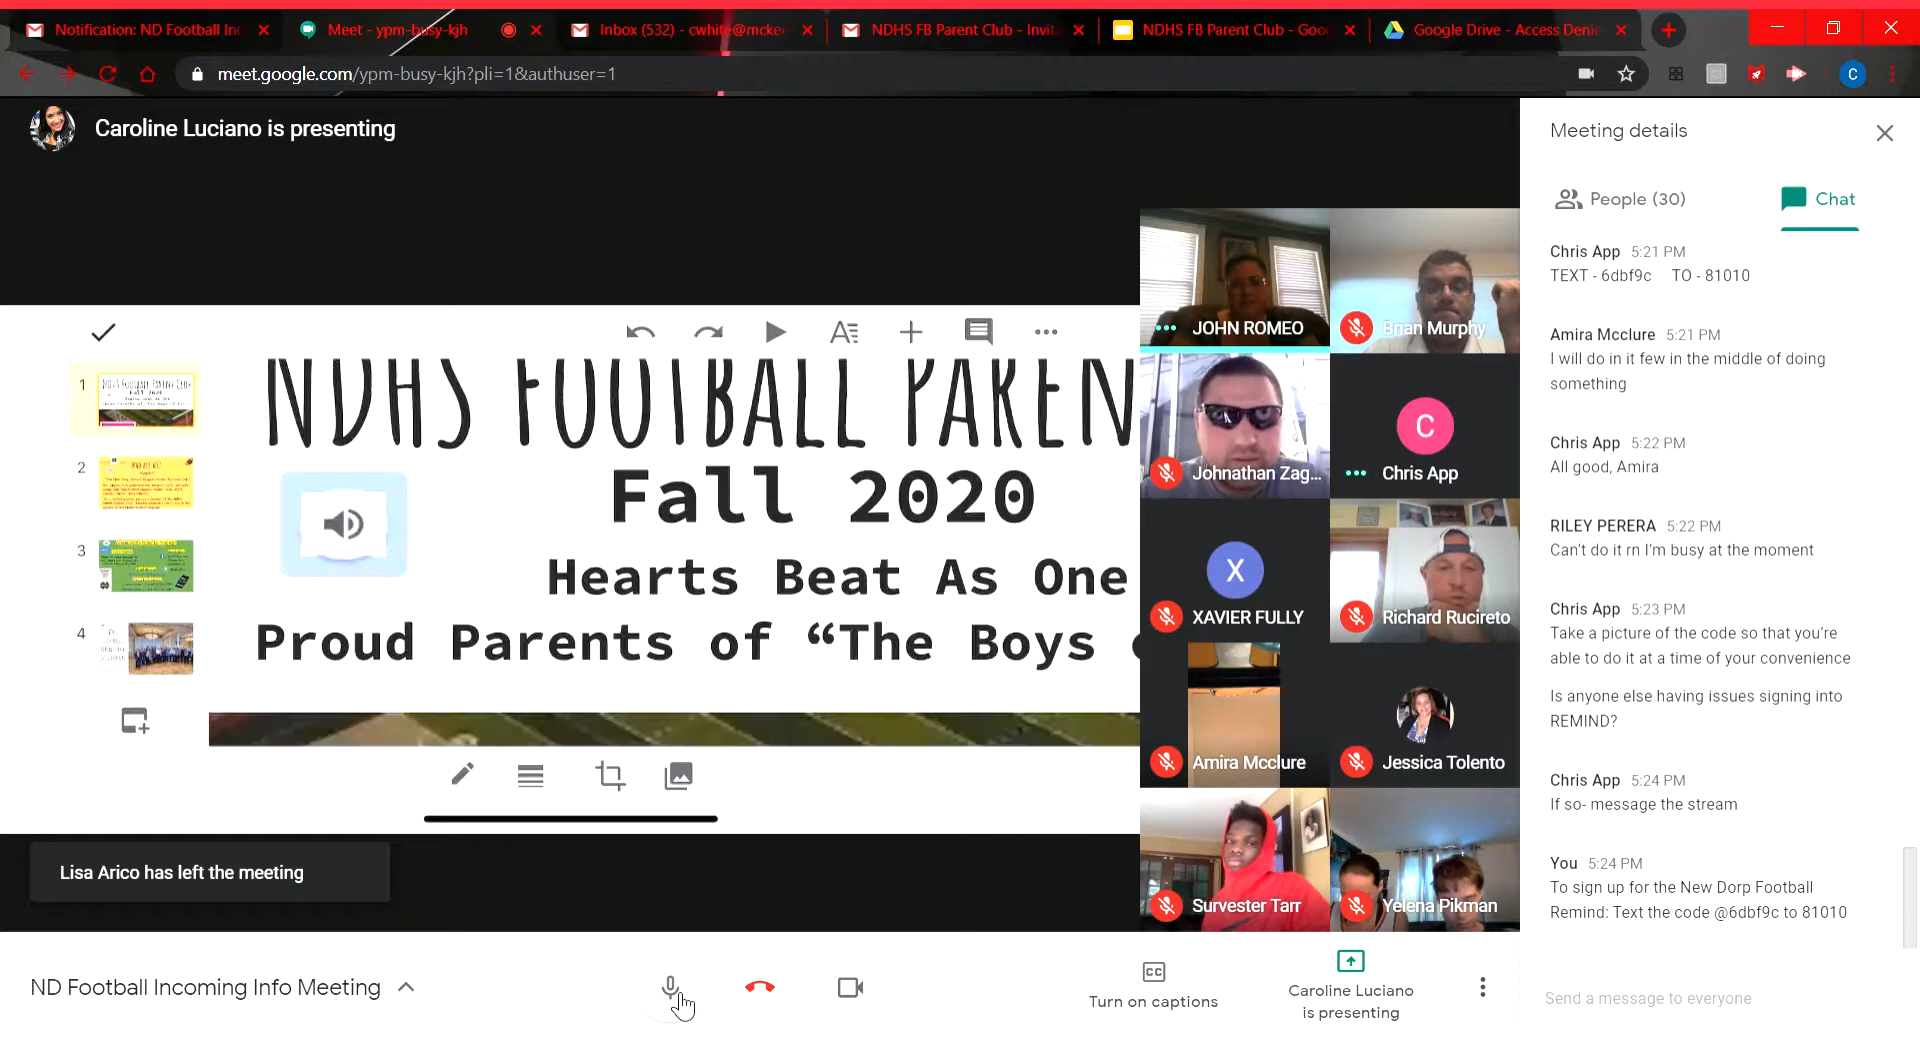 Notification: ND Football Inc
Meet - ypm-busy-kjh
Inbox (532) - cwhite@mcke
NDHS FB Parent Club - Invit
NDHS FB Parent Club - Goo
Google Drive - Access Denie
meet.google.com/ypm-busy-kjh?pli=1&authuser=1
C
Caroline Luciano is presenting
Meeting details
People (30)
Chat
Chris App 5:21 PM
TEXT - 6dbf9c TO - 81010
Amira Mcclure 5:21 PM
I will do in it few in the middle of doing
something
Chris App 5:22 PM
All good, Amira
RILEY PERERA 5:22 PM
Can't do it rn I'm busy at the moment
Chris App 5:23 PM
Take a picture of the code so that you're
able to do it at a time of your convenience
Is anyone else having issues signing into
REMIND?
Chris App 5:24 PM
If so- message the stream
You 5:24 PM
To sign up for the New Dorp Football
Remind: Text the code @6dbf9c to 81010
Send a message to everyone
1
2
3
4
NDHS FOOTBALL PAREN
Fall 2020
Hearts Beat As One
Proud Parents of “The Boys
JOHN ROMEO
Brian Murphy
Johnathan Zag...
C
Chris App
X
XAVIER FULLY
Richard Rucireto
Amira Mcclure
Jessica Tolento
Survester Tarr
Yelena Pikman
Lisa Arico has left the meeting
ND Football Incoming Info Meeting
CC
Turn on captions
Caroline Luciano
is presenting